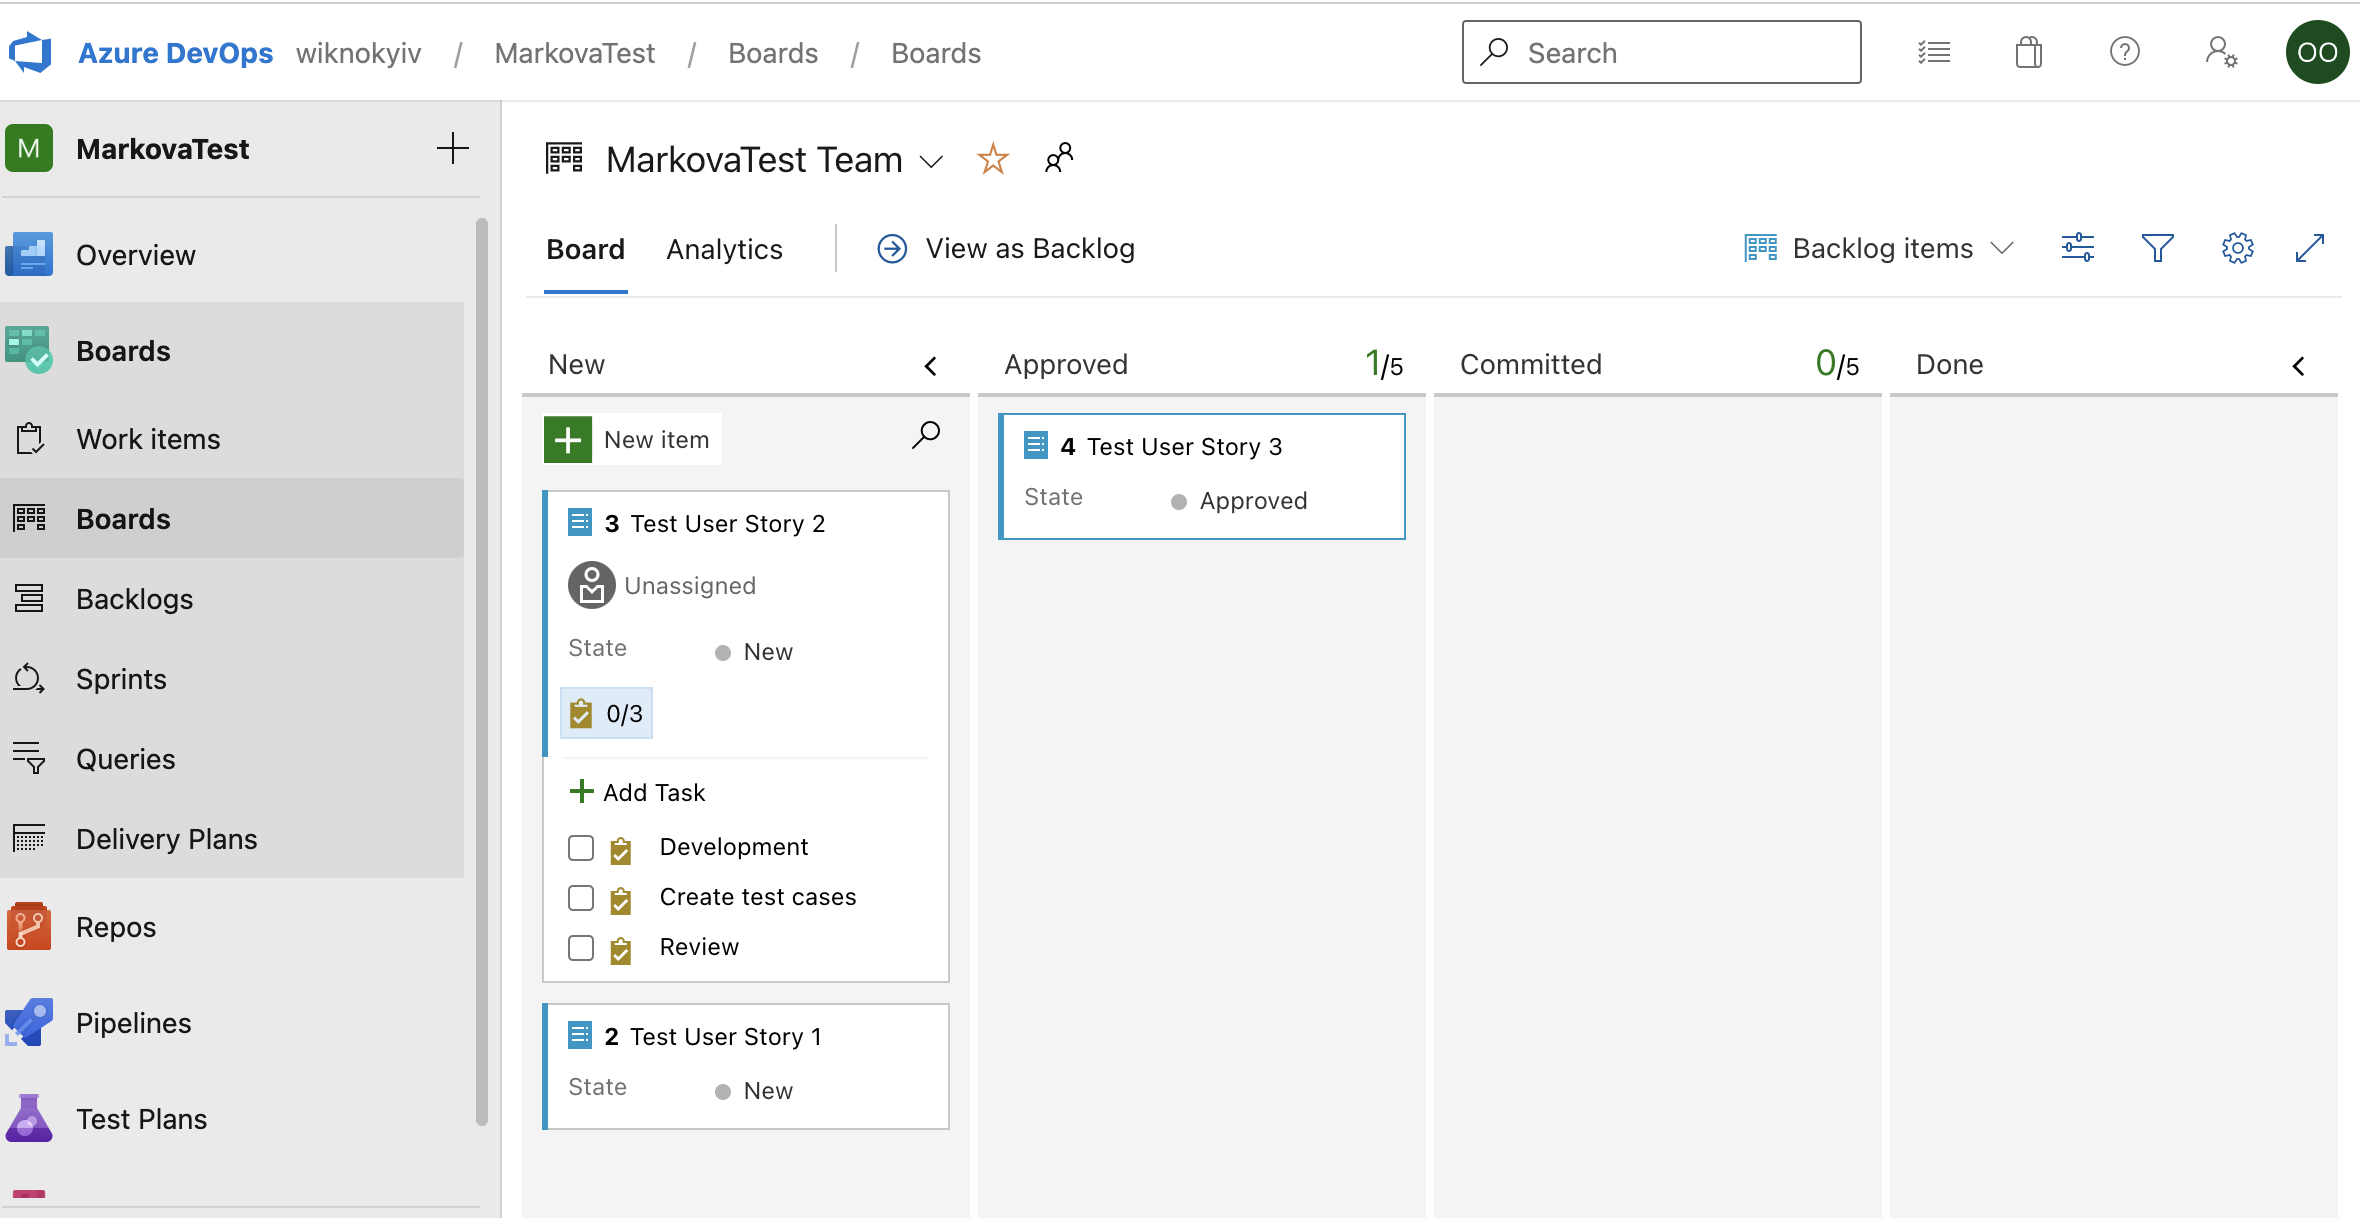 Azure DevOps wiknokyiv / MarkovaTest / Boards / Boards
Search
OO
M MarkovaTest
Overview
Boards
Work items
Boards
Backlogs
Sprints
Queries
Delivery Plans
Repos
Pipelines
Test Plans
MarkovaTest Team
Board Analytics View as Backlog
Backlog items
New
New item
3 Test User Story 2
Unassigned
State New
0/3
Add Task
Development
Create test cases
Review
2 Test User Story 1
State New
Approved 1/5
4 Test User Story 3
State Approved
Committed 0/5
Done